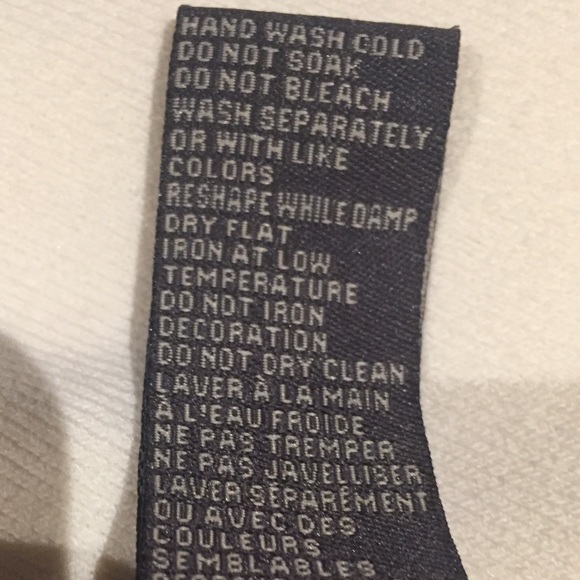 HAND WASH COLD
DO NOT SOAK
DO NOT BLEACH
WASH SEPARATELY
OR WITH LIKE
COLORS
RESHAPE WHILE DAMP
DRY FLAT
IRON AT LOW
TEMPERATURE
DO NOT IRON
DECORATION
DO NOT DRY CLEAN
LAVER À LA MAIN
À L'EAU FROIDE
NE PAS TREMPER
NE PAS JAVELLISER
LAVER SÉPARÉMENT
OU AVEC DES
COULEURS
SEMBLABLES